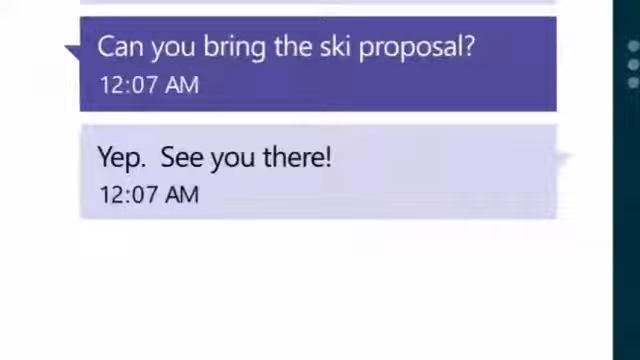 Can you bring the ski proposal?
12:07 AM
Yep.  See you there!
12:07 AM